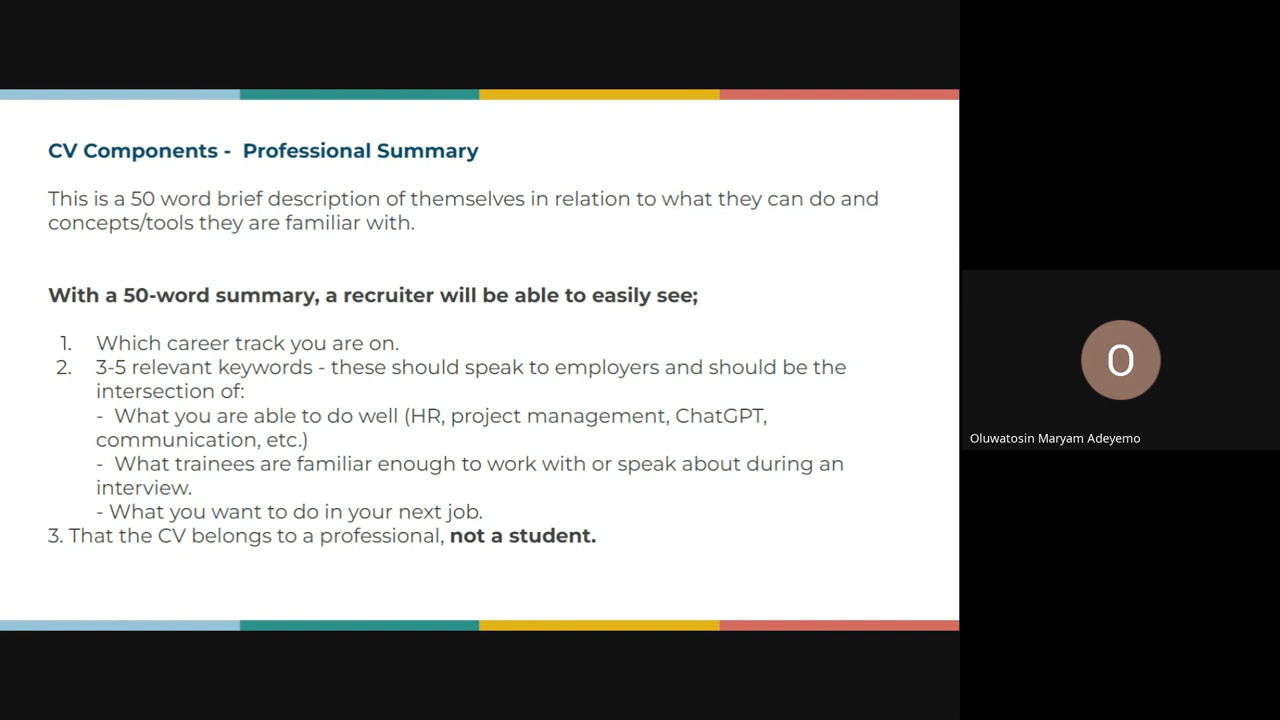 CV Components -  Professional Summary
This is a 50 word brief description of themselves in relation to what they can do and
concepts/tools they are familiar with.
With a 50-word summary, a recruiter will be able to easily see;
1. Which career track you are on.
2. 3-5 relevant keywords - these should speak to employers and should be the
intersection of:
- What you are able to do well (HR, project management, ChatGPT,
communication, etc.)
- What trainees are familiar enough to work with or speak about during an
interview.
- What you want to do in your next job.
3. That the CV belongs to a professional, not a student.
O
Oluwatosin Maryam Adeyemo